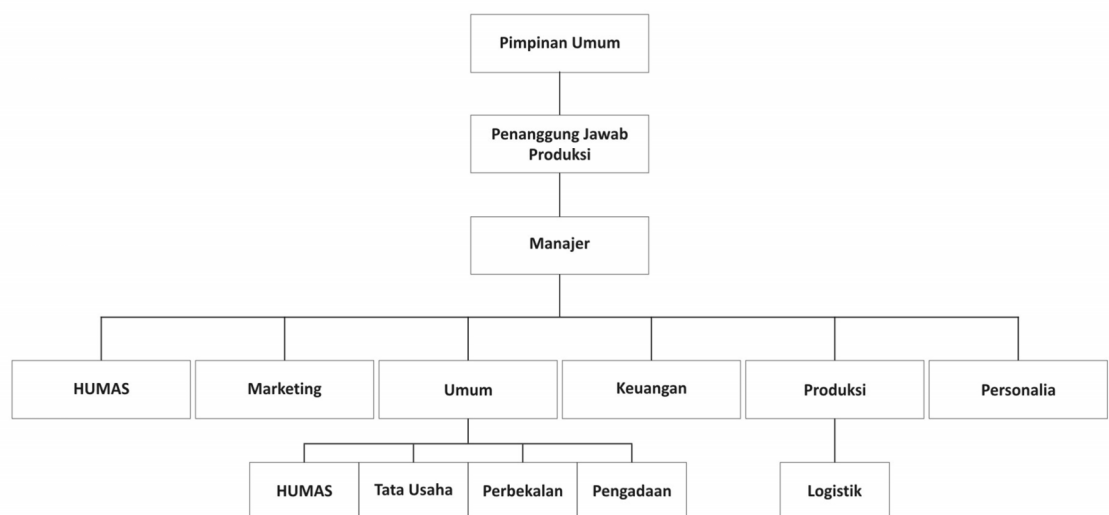 Pimpinan Umum
Penanggung Jawab
Produksi
Manajer
HUMAS
Marketing
Umum
Keuangan
Produksi
Personalia
HUMAS
Tata Usaha
Perbekalan
Pengadaan
Logistik